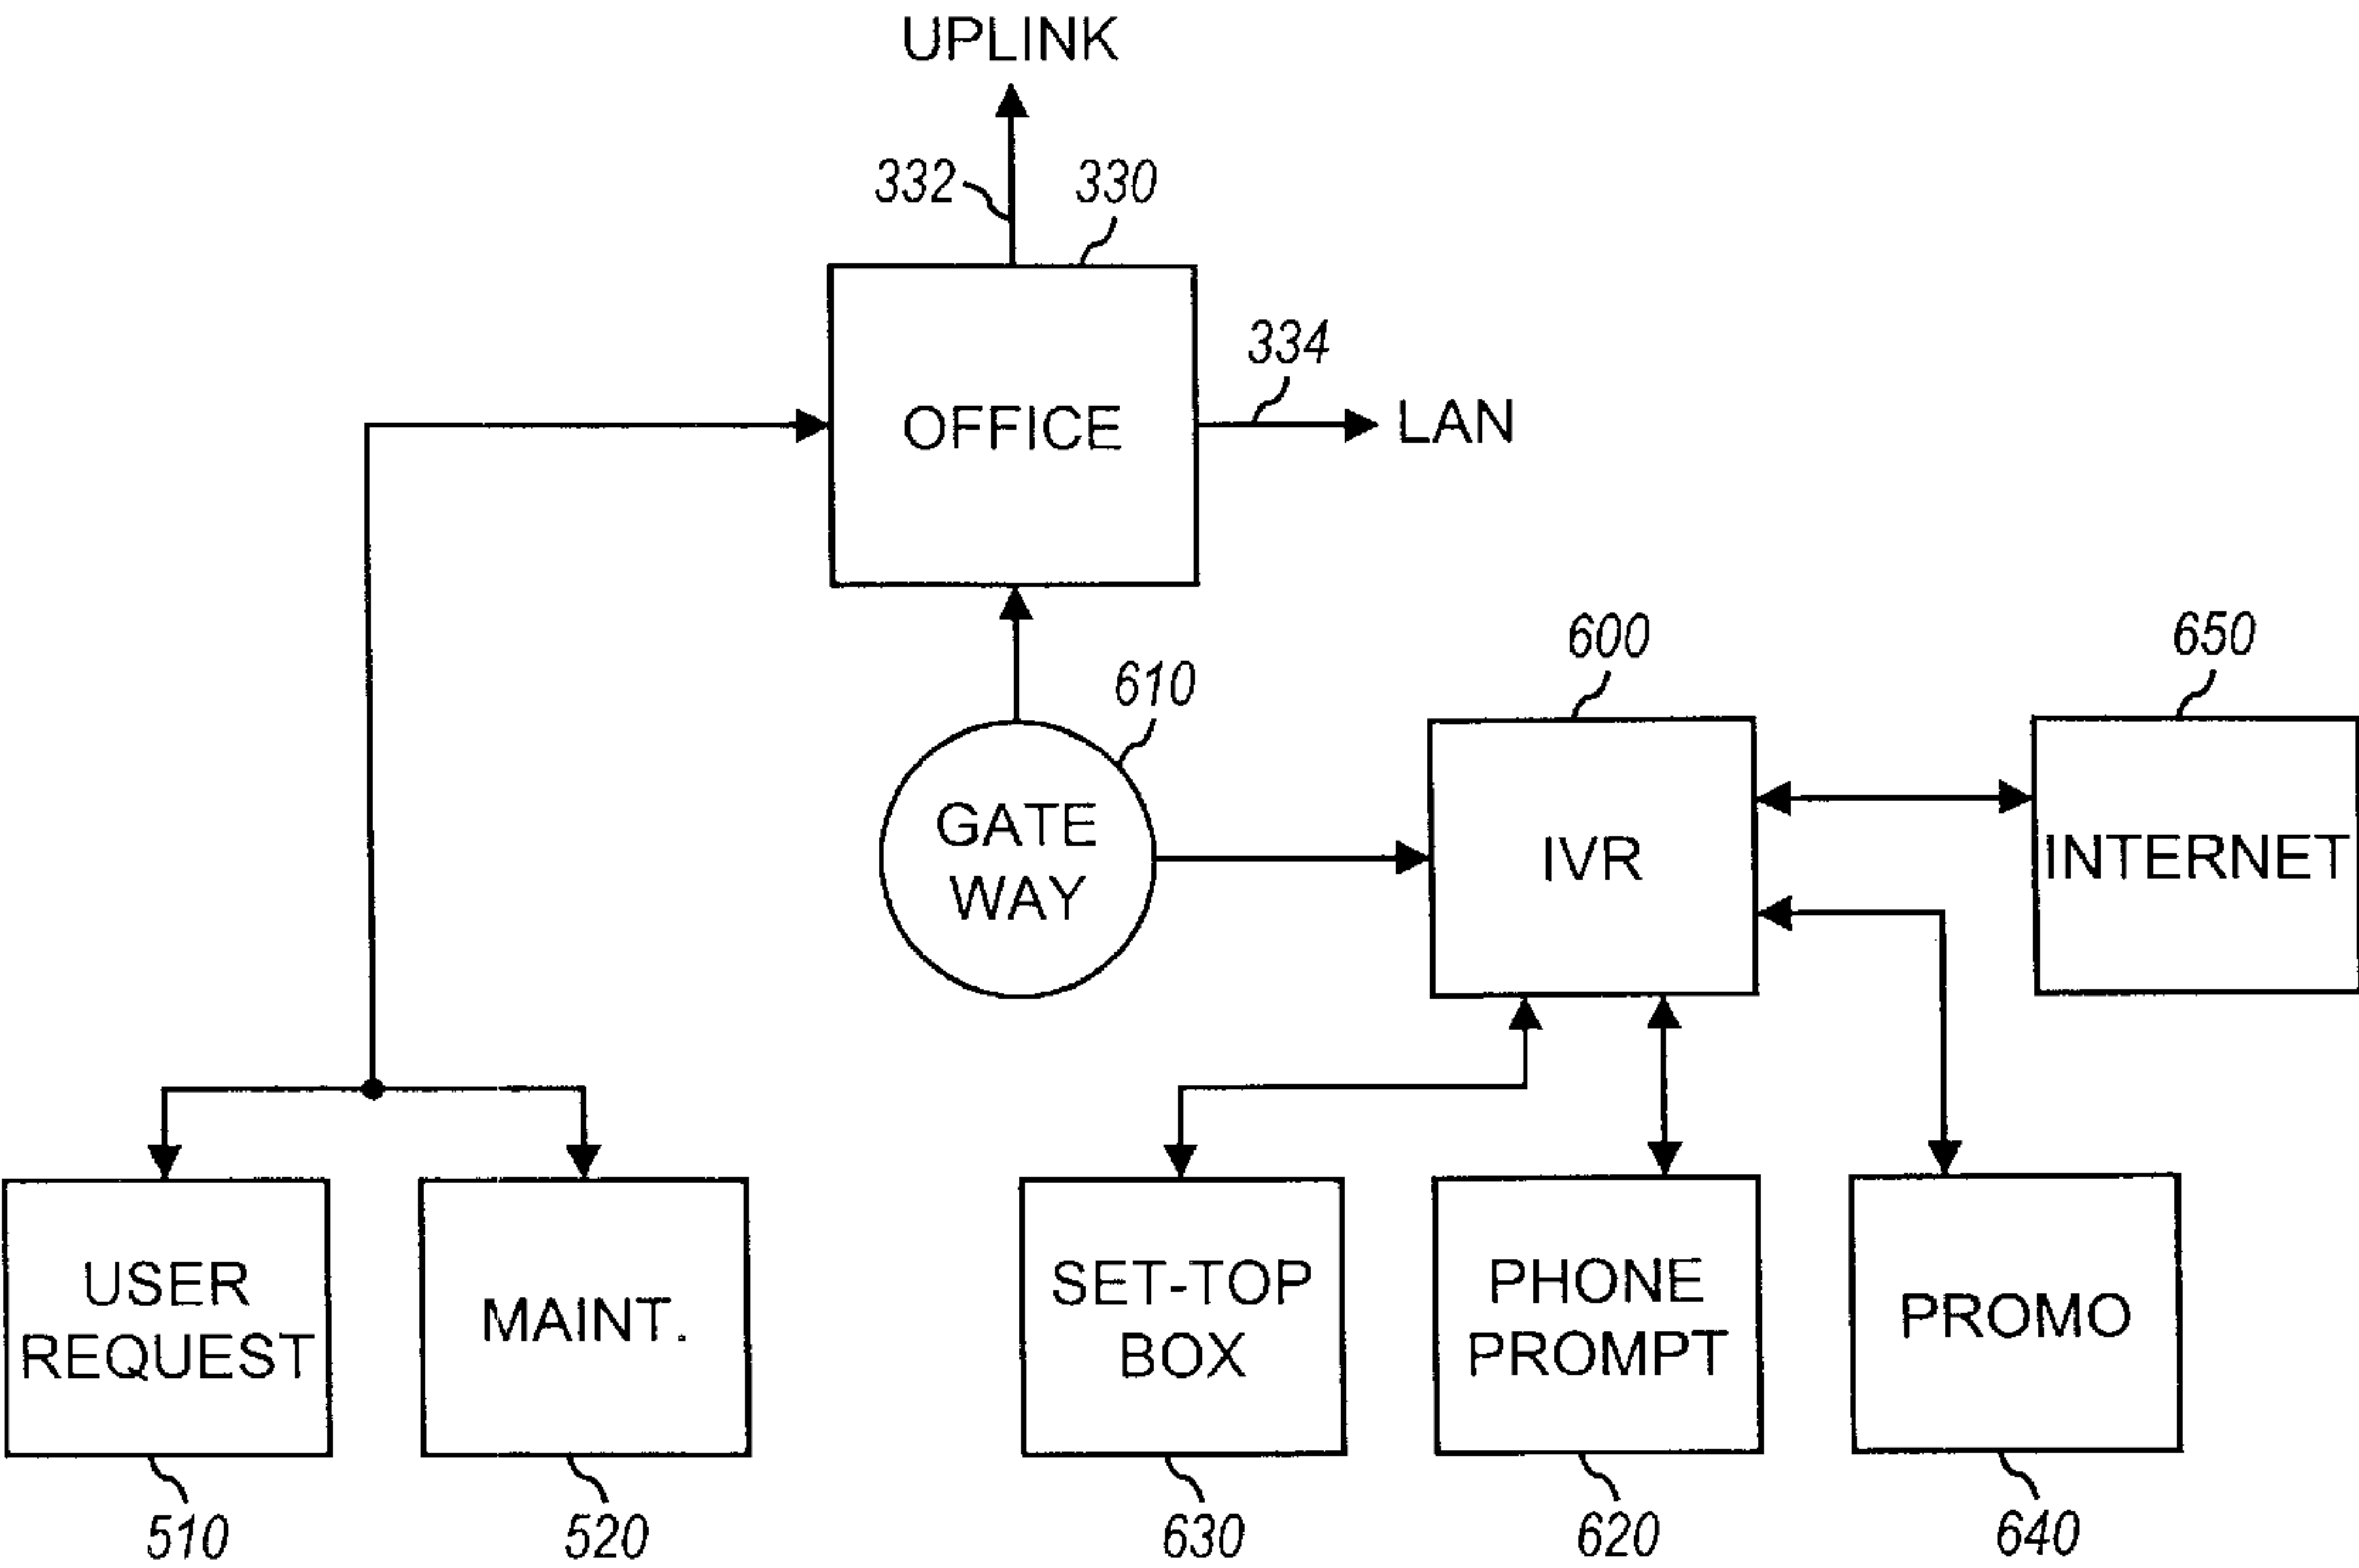 UPLINK
332
330
334
OFFICE
LAN
600
650
610
GATE
WAY
IVR
INTERNET
USER
REQUEST
MAINT.
SET-TOP
BOX
PHONE
PROMPT
PROMO
510
520
630
620
640